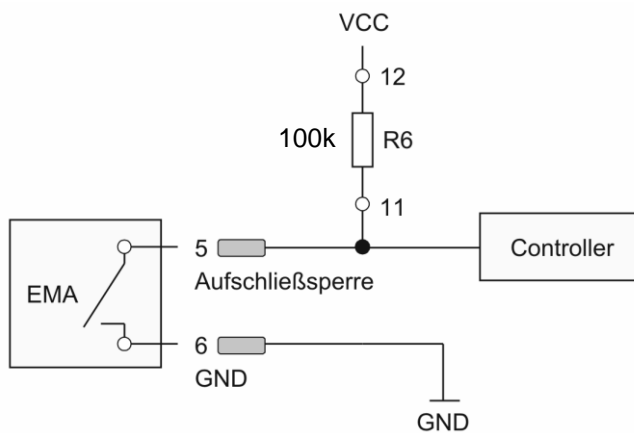 VCC
12
100k
R6
11
5
Aufschließsperre
Controller
EMA
6
GND
GND